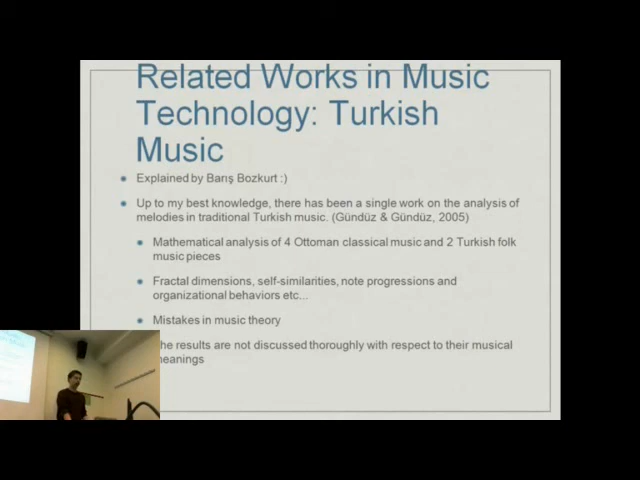 Related Works in Music
Technology: Turkish
Music
Explained by Barış Bozkurt :)
Up to my best knowledge, there has been a single work on the analysis of
melodies in traditional Turkish music. (Gündüz & Gündüz, 2005)
Mathematical analysis of 4 Ottoman classical music and 2 Turkish folk
music pieces
Fractal dimensions, self-similarities, note progressions and
organizational behaviors etc...
Mistakes in music theory
he results are not discussed thoroughly with respect to their musical
eanings